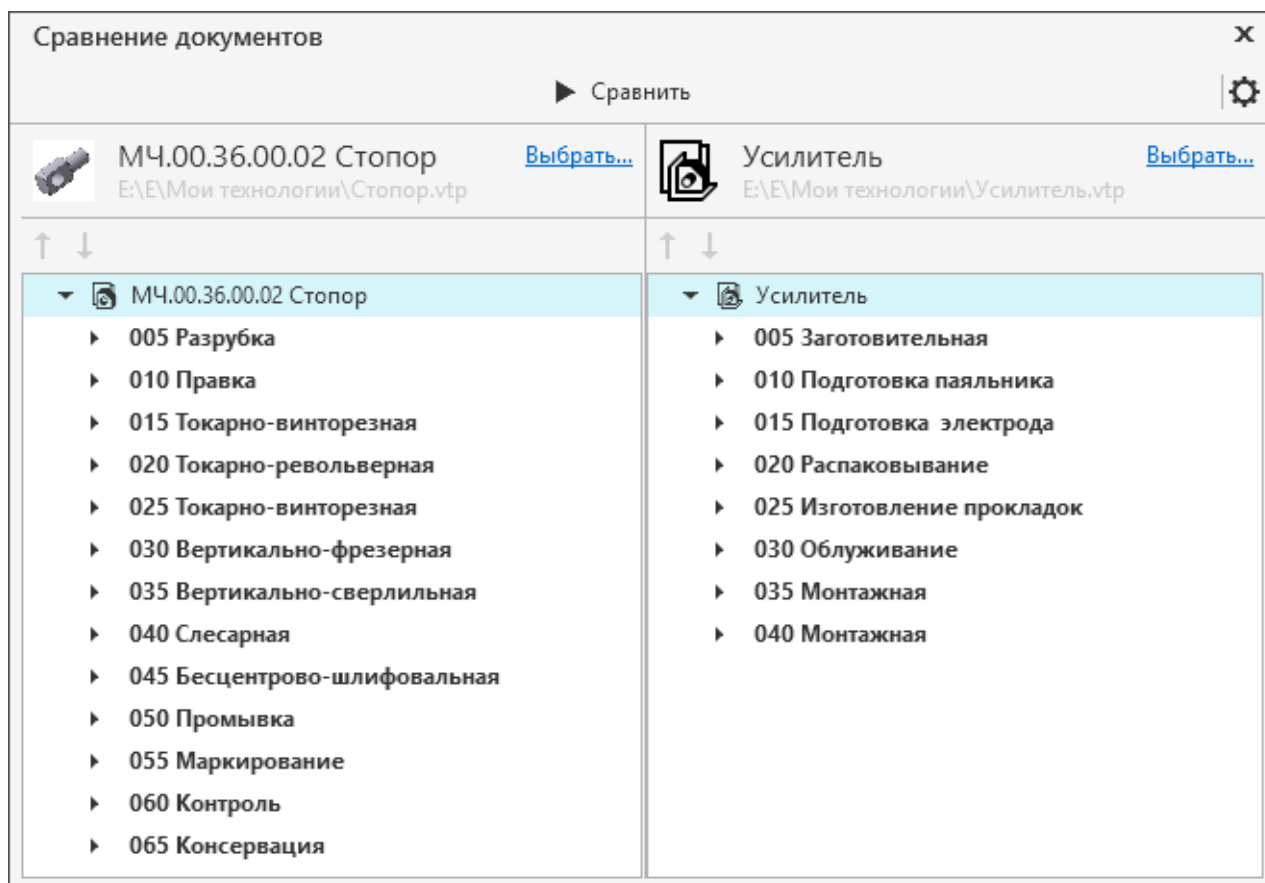 Сравнение документов
Сравнить
МЧ.00.36.00.02 Стопор
Выбрать...
E:\E\Мои технологии\Стопор.vtp
Усилитель
Выбрать...
E:\E\Мои технологии\Усилитель.vtp
МЧ.00.36.00.02 Стопор
005 Разрубка
010 Правка
015 Токарно-винторезная
020 Токарно-револьверная
025 Токарно-винторезная
030 Вертикально-фрезерная
035 Вертикально-сверлильная
040 Слесарная
045 Бесцентрово-шлифовальная
050 Промывка
055 Маркирование
060 Контроль
065 Консервация
Усилитель
005 Заготовительная
010 Подготовка паяльника
015 Подготовка  электрода
020 Распаковывание
025 Изготовление прокладок
030 Облуживание
035 Монтажная
040 Монтажная